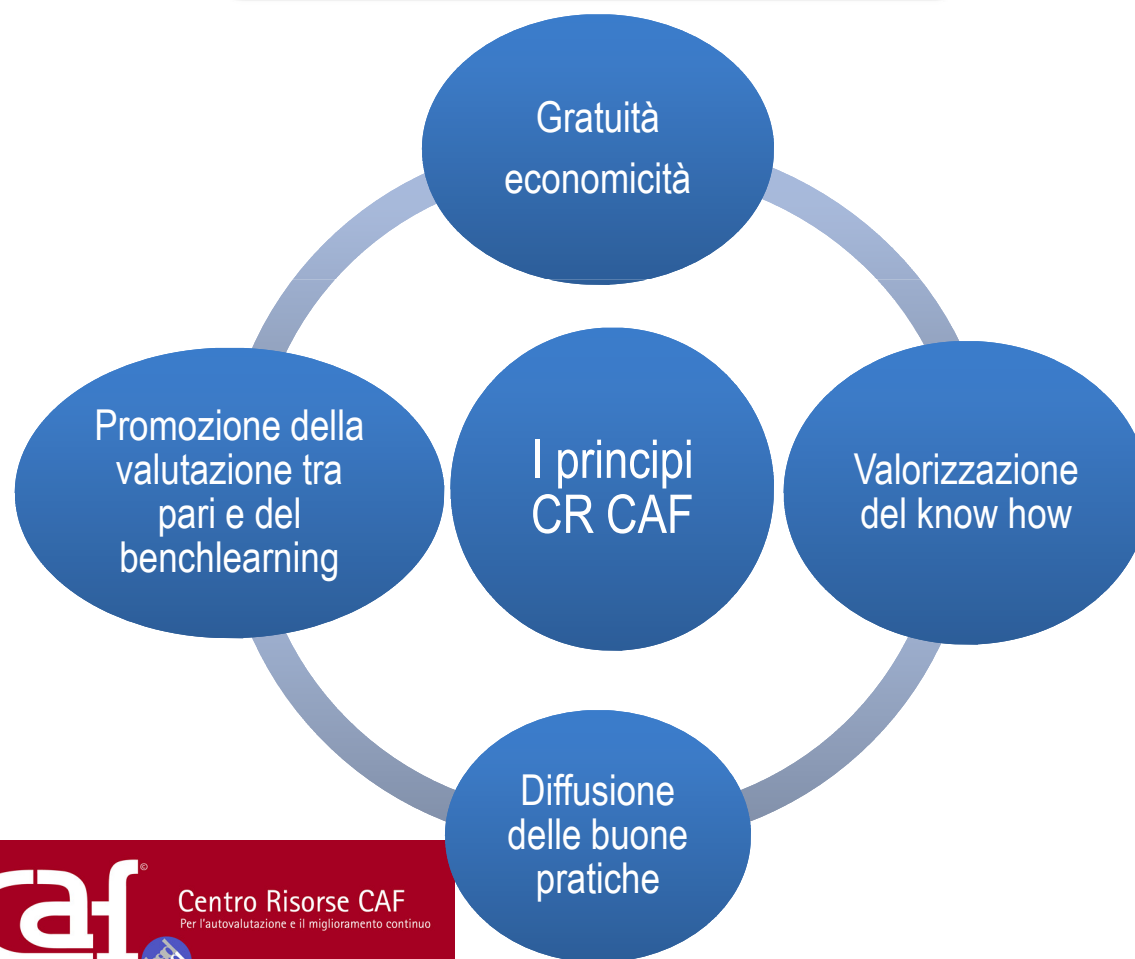 Gratuità
economicità
Promozione della
valutazione tra
pari e del
benchlearning
I principi
CR CAF
Valorizzazione
del know how
Diffusione
delle buone
pratiche
caf©
Centro Risorse CAF
Per l'autovalutazione e il miglioramento continuo